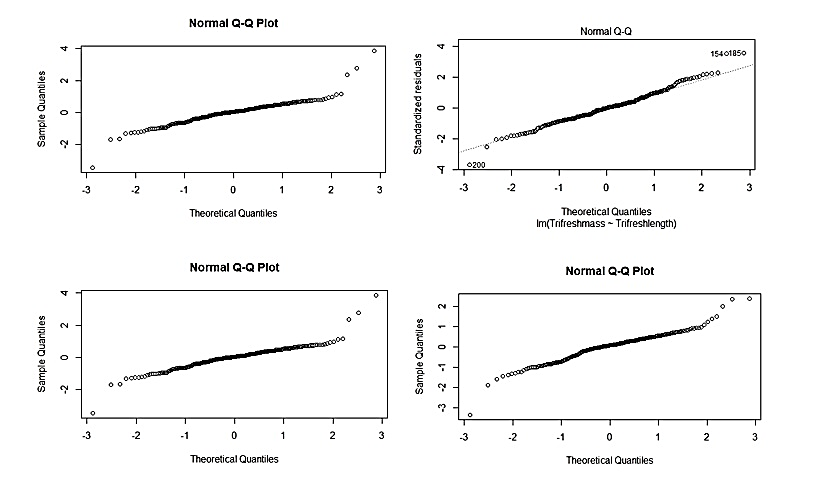 Normal Q-Q Plot
Sample Quantiles
4
2
0
-2
-3 -2 -1 0 1 2 3
Theoretical Quantiles
Normal Q-Q
Standardized residuals
4
2
0
-2
-4
154 185
200
-3 -2 -1 0 1 2 3
Theoretical Quantiles
lm(Trifreshmass ~ Trifreshlength)
Normal Q-Q Plot
Sample Quantiles
4
2
0
-2
-3 -2 -1 0 1 2 3
Theoretical Quantiles
Normal Q-Q Plot
Sample Quantiles
2
1
0
-1
-2
-3
-3 -2 -1 0 1 2 3
Theoretical Quantiles